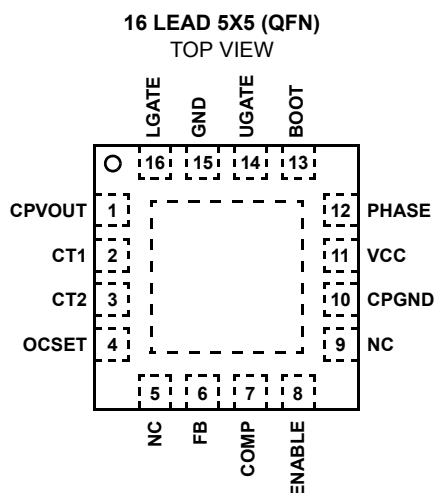 16 LEAD 5X5 (QFN)
TOP VIEW
LGATE
GND
UGATE
BOOT
16
15
14
13
CPVOUT 1
12 PHASE
CT1 2
11 VCC
CT2 3
10 CPGND
OCSET 4
9 NC
5
6
7
8
NC
FB
COMP
ENABLE